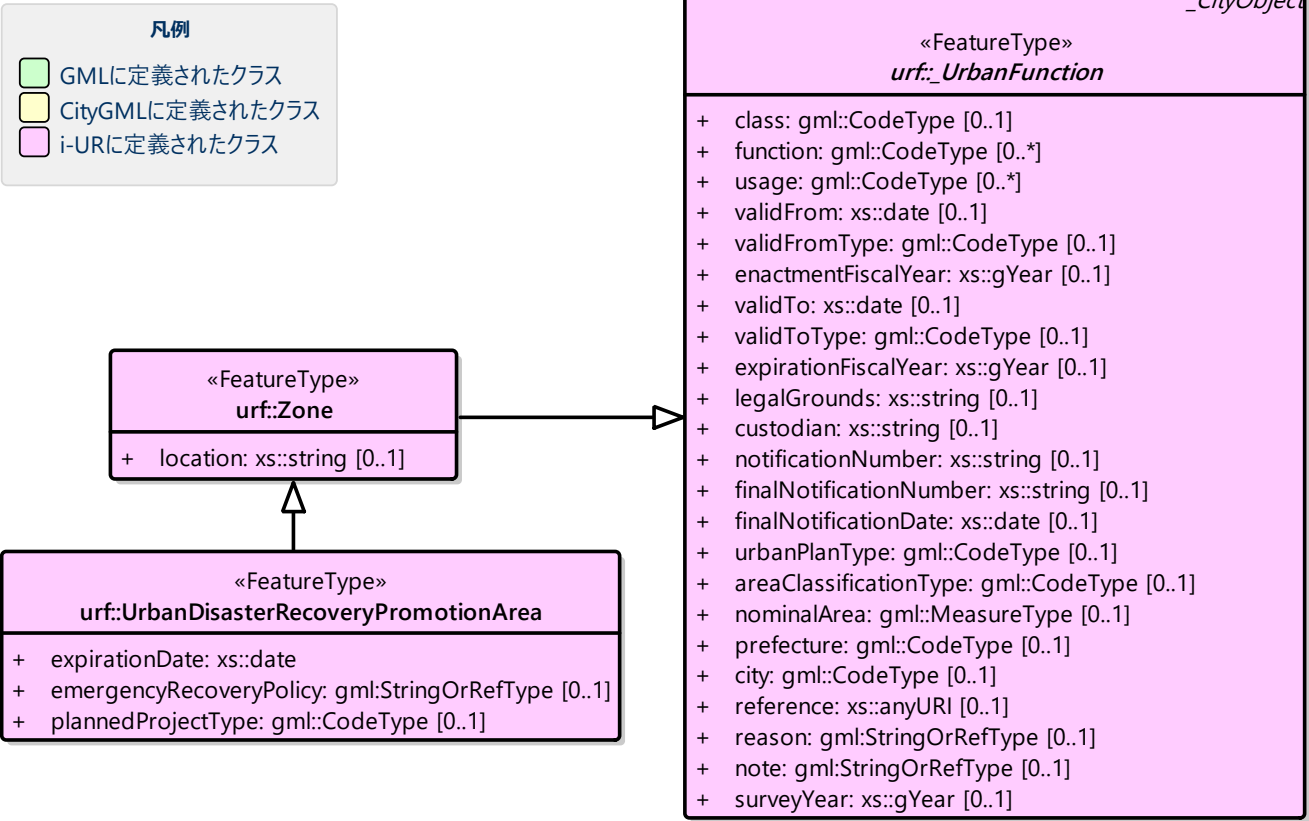 凡例
GMLに定義されたクラス
CityGMLに定義されたクラス
i-URに定義されたクラス
_CityObject
«FeatureType»
urf::_UrbanFunction
+ class: gml::CodeType [0..1]
+ function: gml::CodeType [0..*]
+ usage: gml::CodeType [0..*]
+ validFrom: xs::date [0..1]
+ validFromType: gml::CodeType [0..1]
+ enactmentFiscalYear: xs::gYear [0..1]
+ validTo: xs::date [0..1]
+ validToType: gml::CodeType [0..1]
+ expirationFiscalYear: xs::gYear [0..1]
+ legalGrounds: xs::string [0..1]
+ custodian: xs::string [0..1]
+ notificationNumber: xs::string [0..1]
+ finalNotificationNumber: xs::string [0..1]
+ finalNotificationDate: xs::date [0..1]
+ urbanPlanType: gml::CodeType [0..1]
+ areaClassificationType: gml::CodeType [0..1]
+ nominalArea: gml::MeasureType [0..1]
+ prefecture: gml::CodeType [0..1]
+ city: gml::CodeType [0..1]
+ reference: xs::anyURI [0..1]
+ reason: gml:StringOrRefType [0..1]
+ note: gml:StringOrRefType [0..1]
+ surveyYear: xs::gYear [0..1]
«FeatureType»
urf::Zone
+ location: xs::string [0..1]
«FeatureType»
urf::UrbanDisasterRecoveryPromotionArea
+ expirationDate: xs::date
+ emergencyRecoveryPolicy: gml:StringOrRefType [0..1]
+ plannedProjectType: gml::CodeType [0..1]